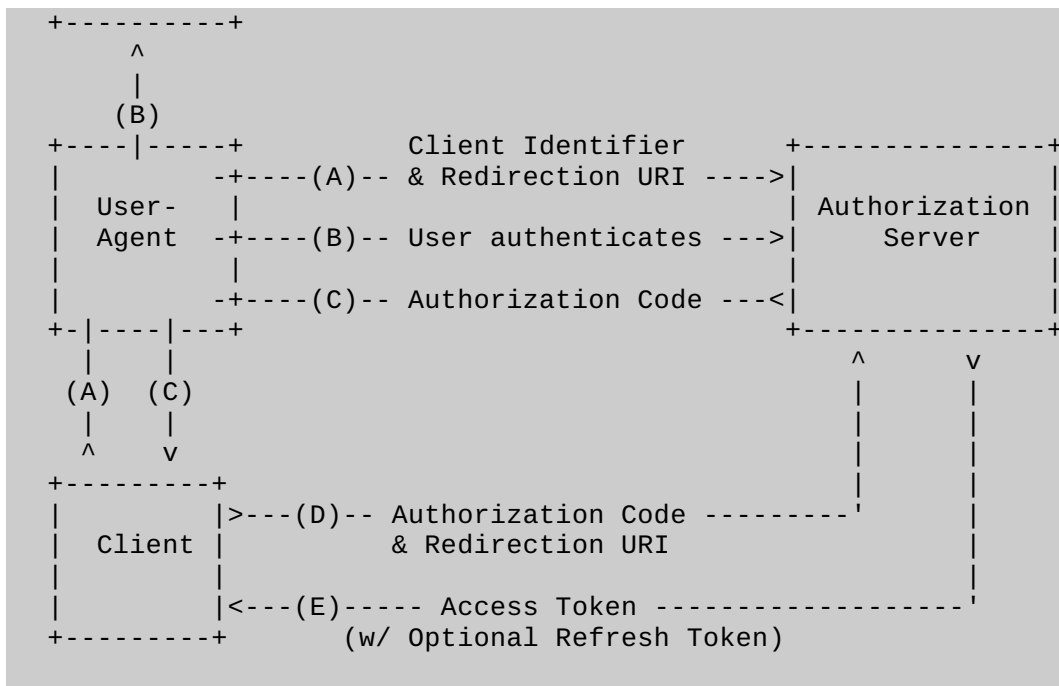 +----------+
^
|
(B)
+----|-----+ Client Identifier +---------------+
| -+----(A)-- & Redirection URI ---->| |
| User- | | Authorization |
| Agent -+----(B)-- User authenticates --->| Server |
| | | |
| -+----(C)-- Authorization Code ---<| |
+-|----|---+ +---------------+
| | ^ v
(A) (C) | |
| | | |
^ v | |
+---------+ | |
| |>---(D)-- Authorization Code ---------' |
| Client | & Redirection URI |
| | |
| |<---(E)----- Access Token -------------------'
+---------+ (w/ Optional Refresh Token)